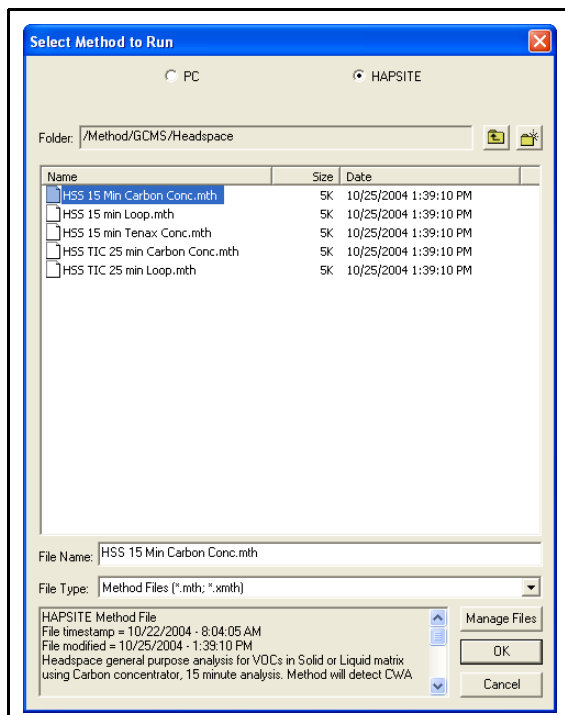 Select Method to Run
PC HAPSITE
Folder: /Method/GCMS/Headspace
Name Size Date
HSS 15 Min Carbon Conc.mth 5K 10/25/2004 1:39:10 PM
HSS 15 min Loop.mth 5K 10/25/2004 1:39:10 PM
HSS 15 min Tenax Conc.mth 5K 10/25/2004 1:39:10 PM
HSS TIC 25 min Carbon Conc.mth 5K 10/25/2004 1:39:10 PM
HSS TIC 25 min Loop.mth 5K 10/25/2004 1:39:10 PM
File Name: HSS 15 Min Carbon Conc.mth
File Type: Method Files (*.mth; *.xmth)
HAPSITE Method File
File timestamp = 10/22/2004 - 8:04:05 AM
File modified = 10/25/2004 - 1:39:10 PM
Headspace general purpose analysis for VOCs in Solid or Liquid matrix
using Carbon concentrator, 15 minute analysis. Method will detect CWA
Manage Files
OK
Cancel